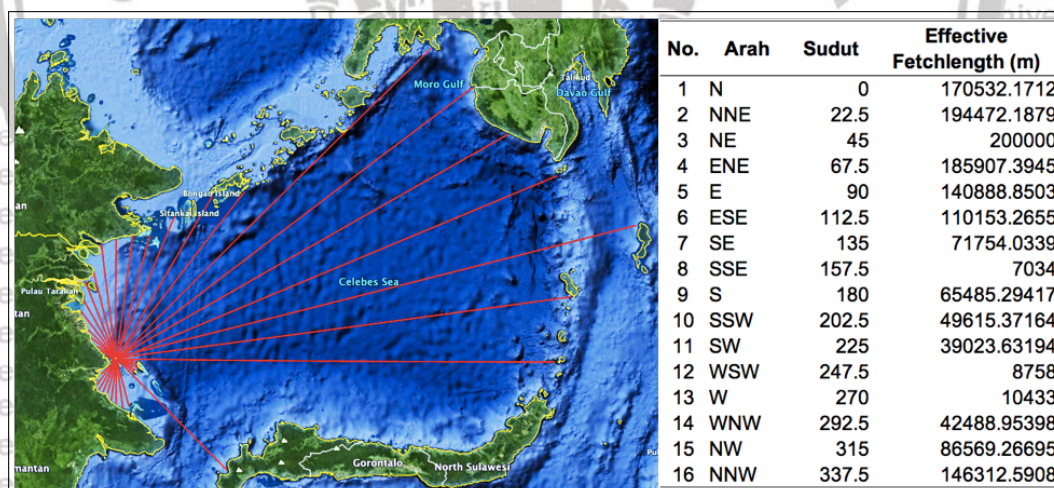 Moro Gulf
Talikud
Davao Gulf
Bongao Island
Sitankai Island
Pulau Tarakan
Celebes Sea
Gorontalo
North Sulawesi
No. Arah Sudut Effective Fetchlength (m)
1 N 0 170532.1712
2 NNE 22.5 194472.1879
3 NE 45 200000
4 ENE 67.5 185907.3945
5 E 90 140888.8503
6 ESE 112.5 110153.2655
7 SE 135 71754.0339
8 SSE 157.5 7034
9 S 180 65485.29417
10 SSW 202.5 49615.37164
11 SW 225 39023.63194
12 WSW 247.5 8758
13 W 270 10433
14 WNW 292.5 42488.95398
15 NW 315 86569.26695
16 NNW 337.5 146312.5908